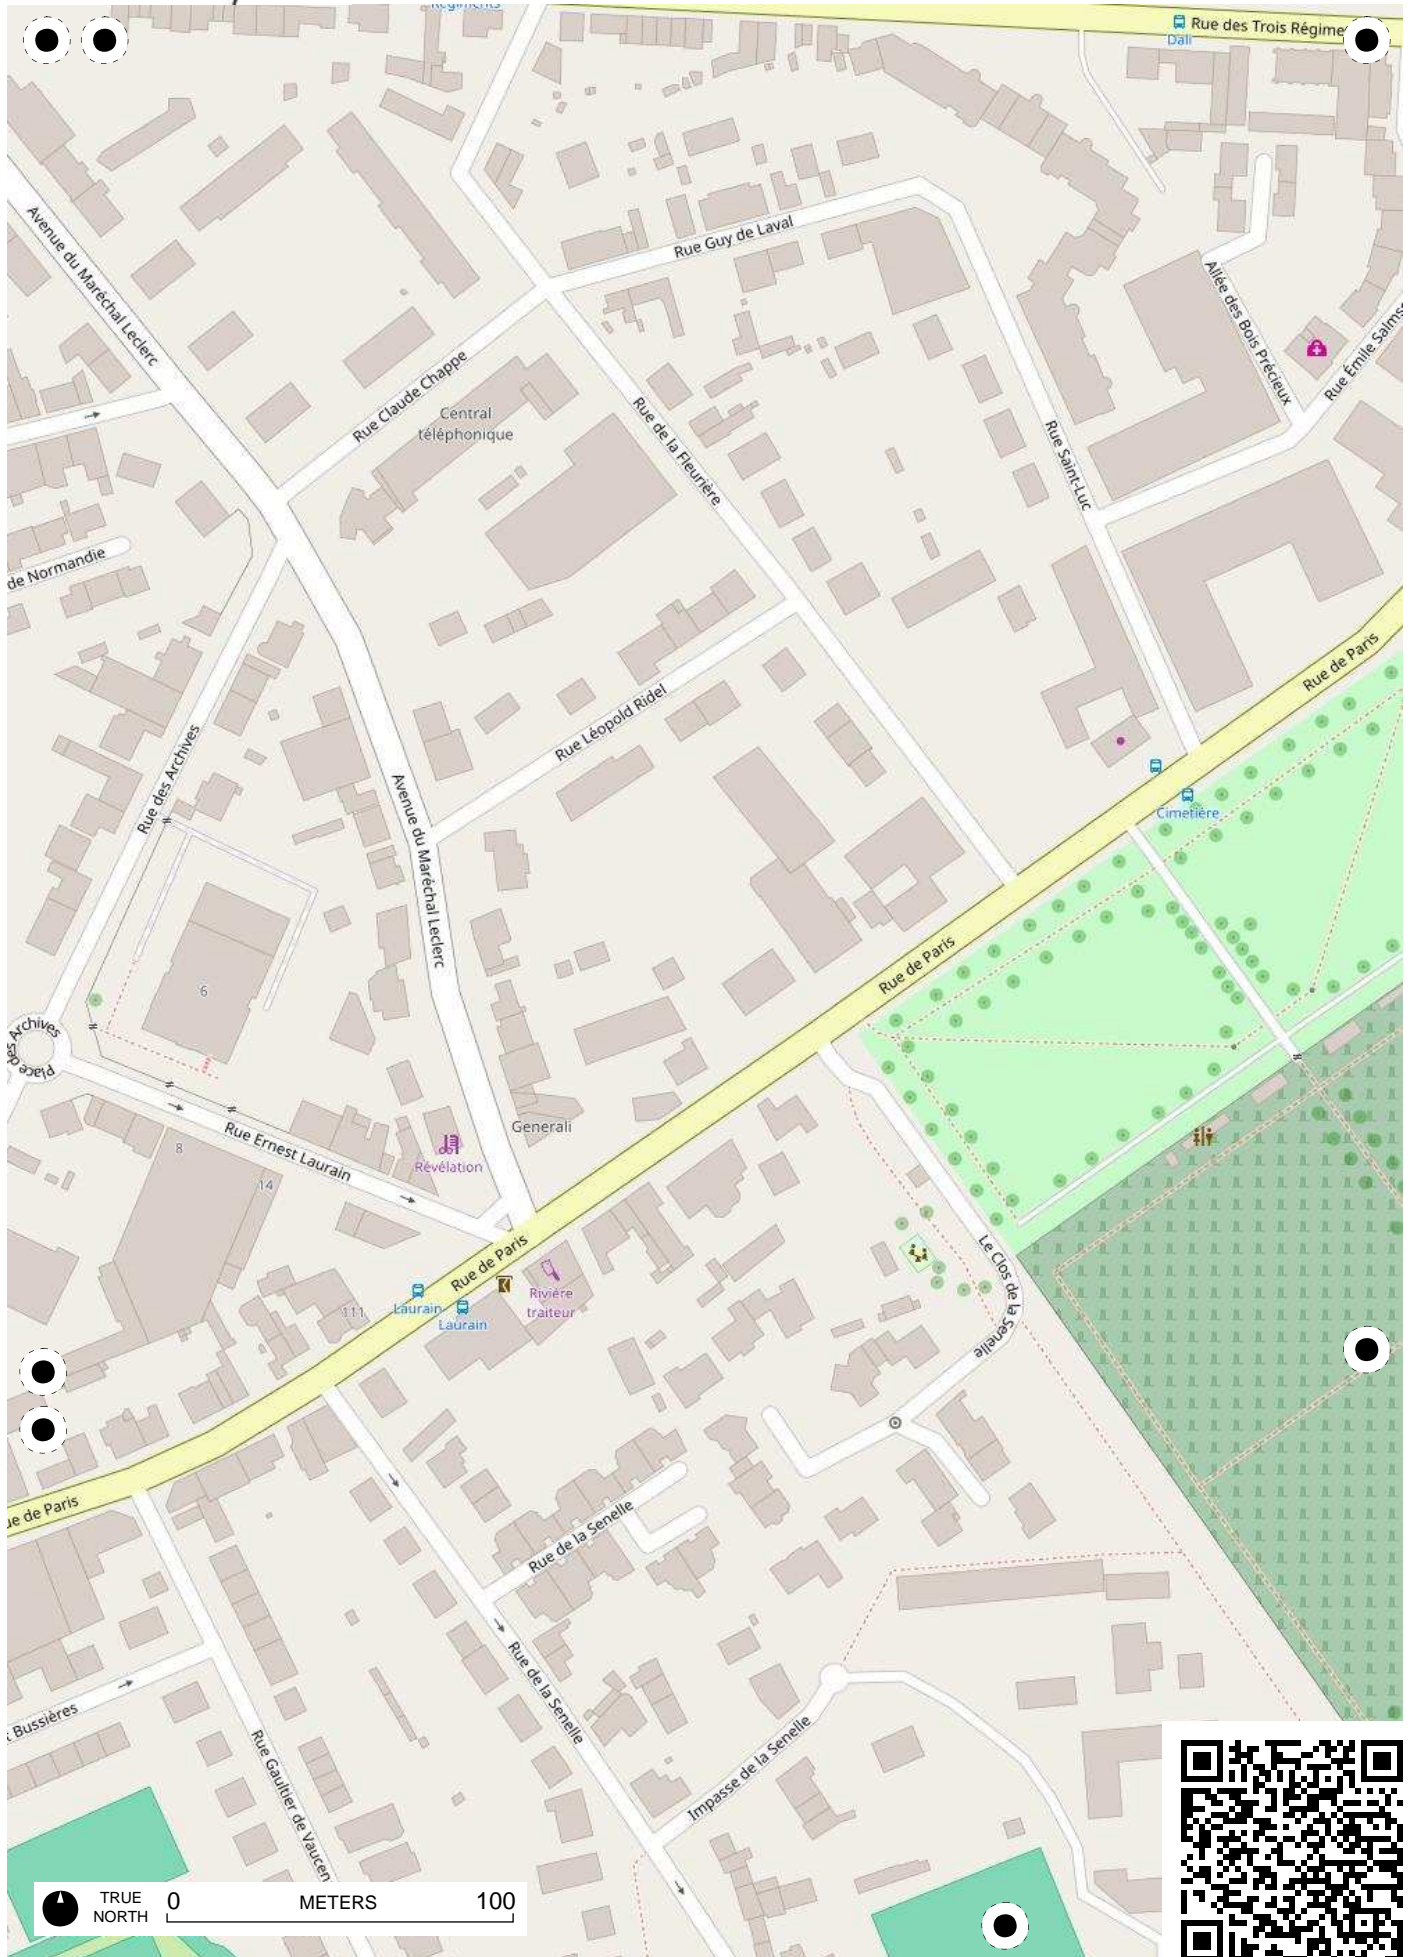 Régiments
Rue des Trois Régime
Dali
Avenue du Maréchal Leclerc
Rue Guy de Laval
Allée des Bois Précieux
Rue Émile Salms
Rue Claude Chappe
Central
téléphonique
Rue de la Fleurière
Rue Saint-Luc
de Normandie
Rue de Paris
Rue Léopold Ridel
Rue des Archives
Avenue du Maréchal Leclerc
Cimetière
Rue de Paris
6
Place des Archives
Generali
Rue Ernest Laurain
Révélation
8
14
Rue de Paris
Le Clos de la Senelle
Rivière
traiteur
Laurain
Laurain
111
ue de Paris
Rue de la Senelle
Rue de la Senelle
Bussières
Rue Gaultier de Vaucen
Impasse de la Senelle
TRUE
NORTH
0 METERS 100